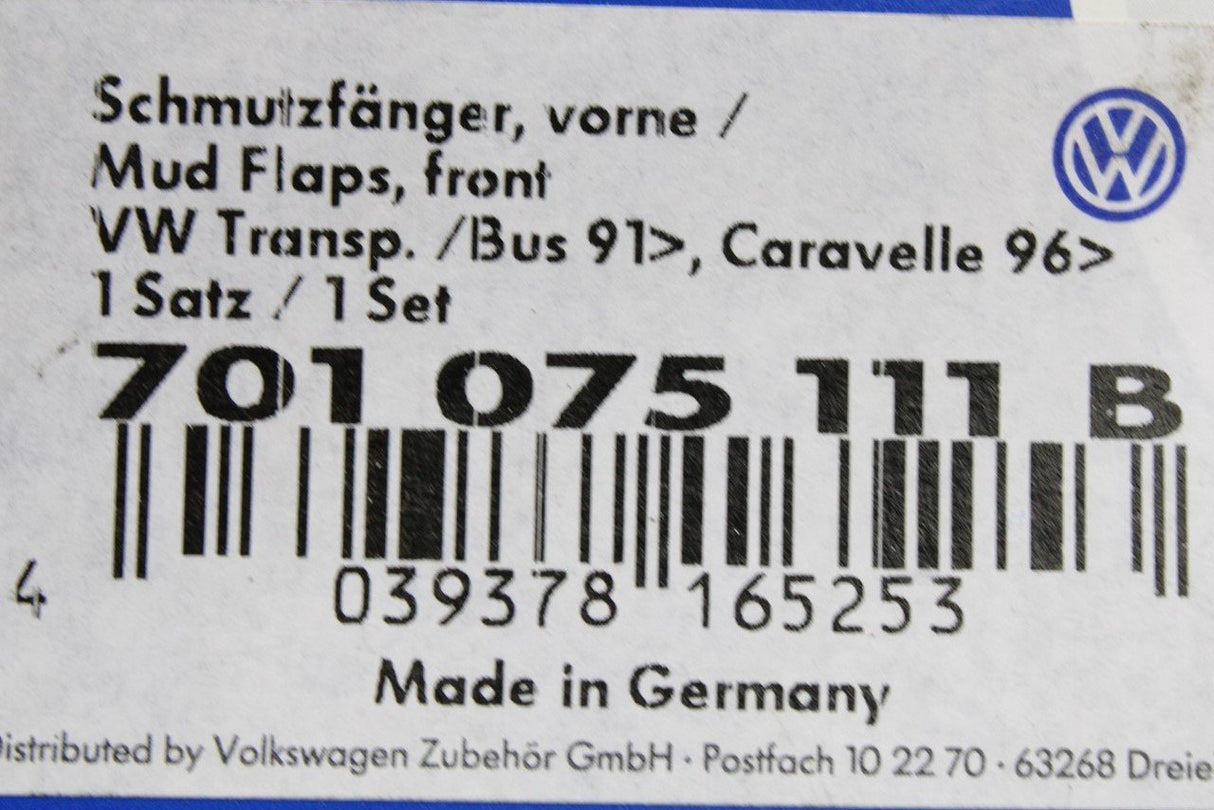 Schmutzfänger, vorne /
Mud Flaps, front
VW Transp. /Bus 91>, Caravelle 96>
1 Satz / 1 Set
701 075 111 B
4 039378 165253
Made in Germany
Distributed by Volkswagen Zubehör GmbH · Postfach 10 22 70 · 63268 Dreie